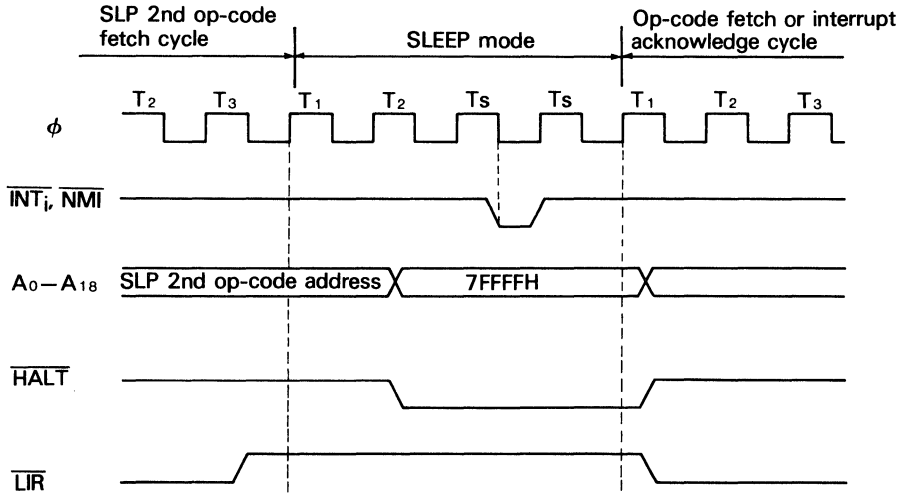 SLP 2nd op-code
fetch cycle
SLEEP mode
Op-code fetch or interrupt
acknowledge cycle
T2 T3 T1 T2 Ts Ts T1 T2 T3
ϕ
INTi, NMI
A0–A18 SLP 2nd op-code address 7FFFFH
HALT
LIR